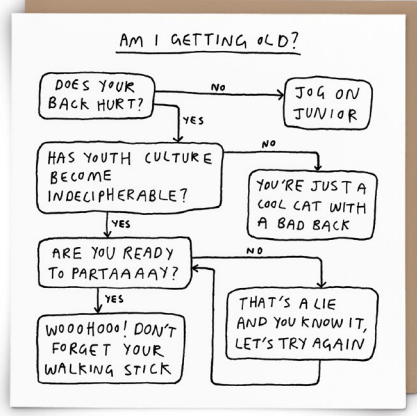 AM I GETTING OLD?
DOES YOUR
BACK HURT?
NO
JOG ON
JUNIOR
YES
HAS YOUTH CULTURE
BECOME
INDECIPHERABLE?
NO
YOU'RE JUST A
COOL CAT WITH
A BAD BACK
YES
ARE YOU READY
TO PARTAAAAY?
NO
THAT'S A LIE
AND YOU KNOW IT,
LET'S TRY AGAIN
YES
WOOOHOOO! DON'T
FORGET YOUR
WALKING STICK